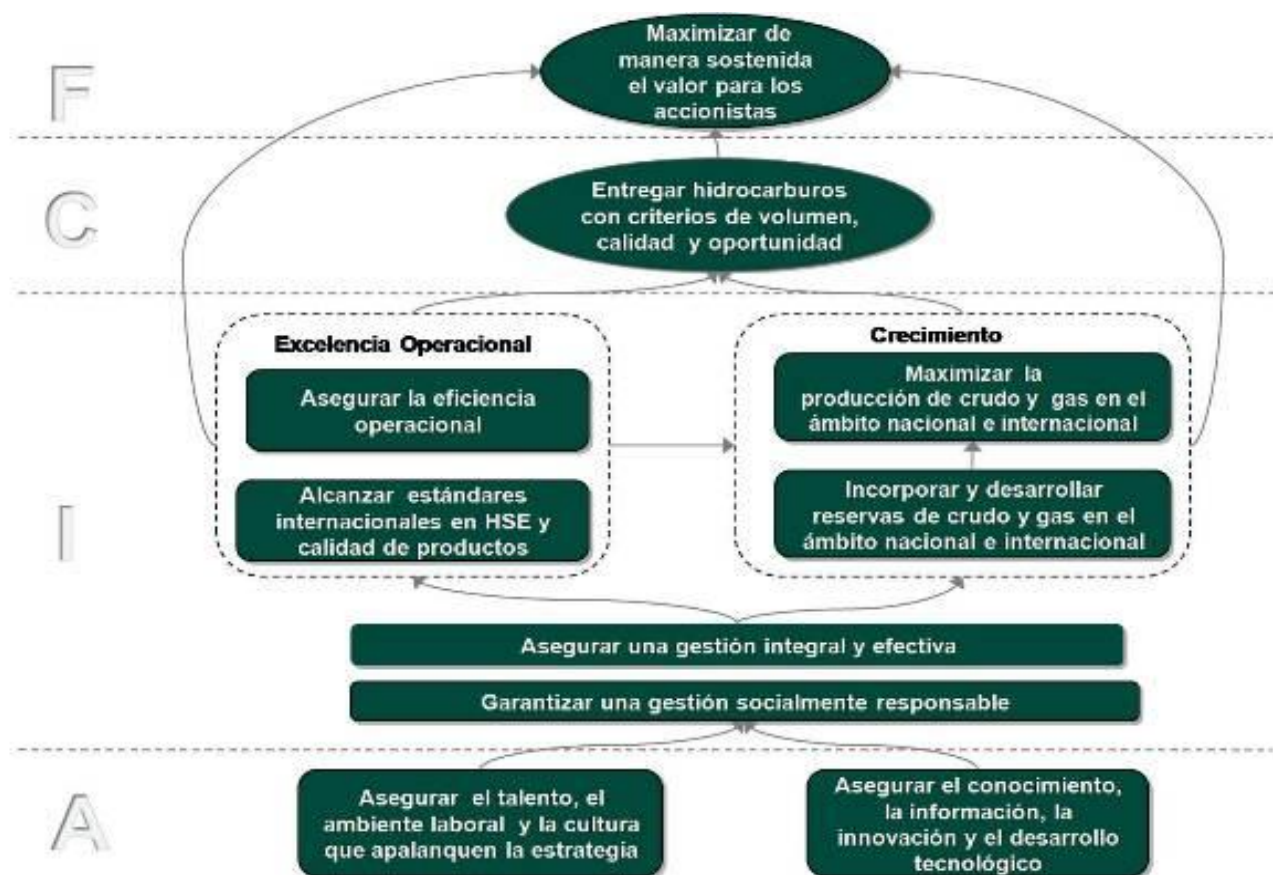 F
Maximizar de
manera sostenida
el valor para los
accionistas
C
Entregar hidrocarburos
con criterios de volumen,
calidad y oportunidad
I
Excelencia Operacional
Asegurar la eficiencia
operacional
Alcanzar estándares
internacionales en HSE y
calidad de productos
Crecimiento
Maximizar la
producción de crudo y gas en el
ámbito nacional e internacional
Incorporar y desarrollar
reservas de crudo y gas en el
ámbito nacional e internacional
Asegurar una gestión integral y efectiva
Garantizar una gestión socialmente responsable
A
Asegurar el talento, el
ambiente laboral y la cultura
que apalanquen la estrategia
Asegurar el conocimiento,
la información, la
innovación y el desarrollo
tecnológico